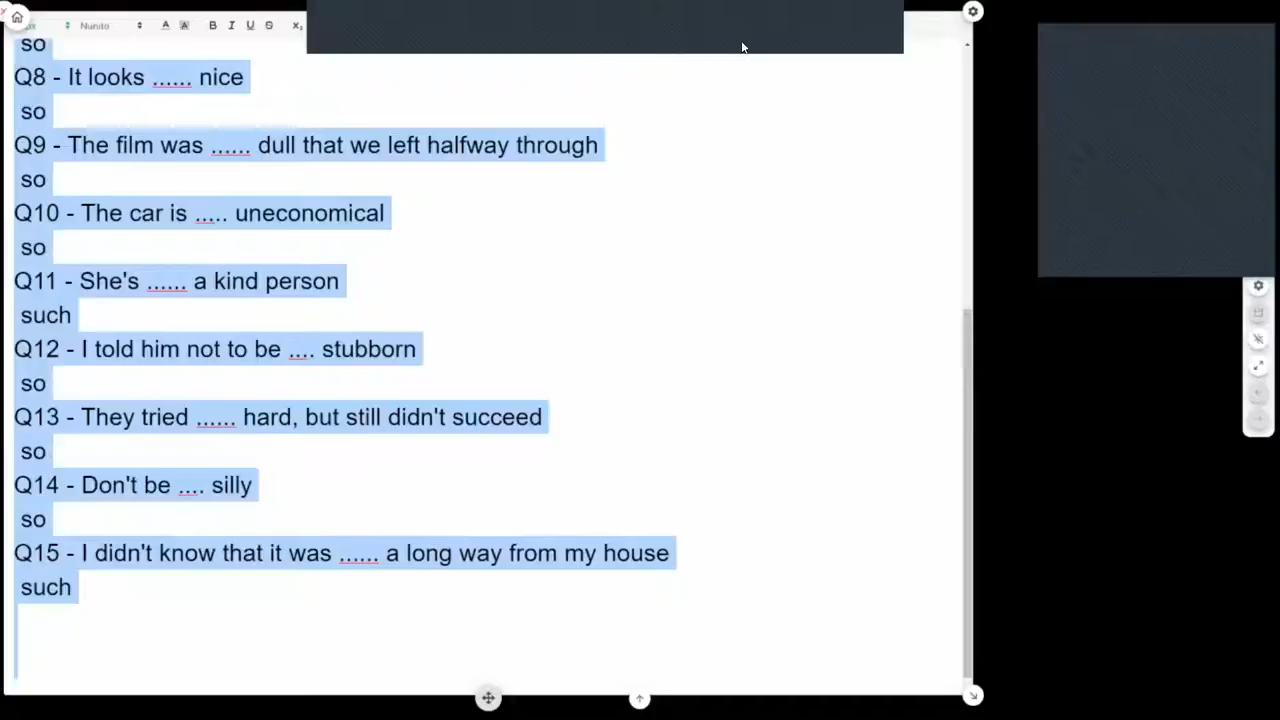 Nunito
A
A
B
I
U
S
so
Q8 - It looks ...... nice
so
Q9 - The film was ...... dull that we left halfway through
so
Q10 - The car is ..... uneconomical
so
Q11 - She's ...... a kind person
such
Q12 - I told him not to be .... stubborn
so
Q13 - They tried ...... hard, but still didn't succeed
so
Q14 - Don't be .... silly
so
Q15 - I didn't know that it was ...... a long way from my house
such